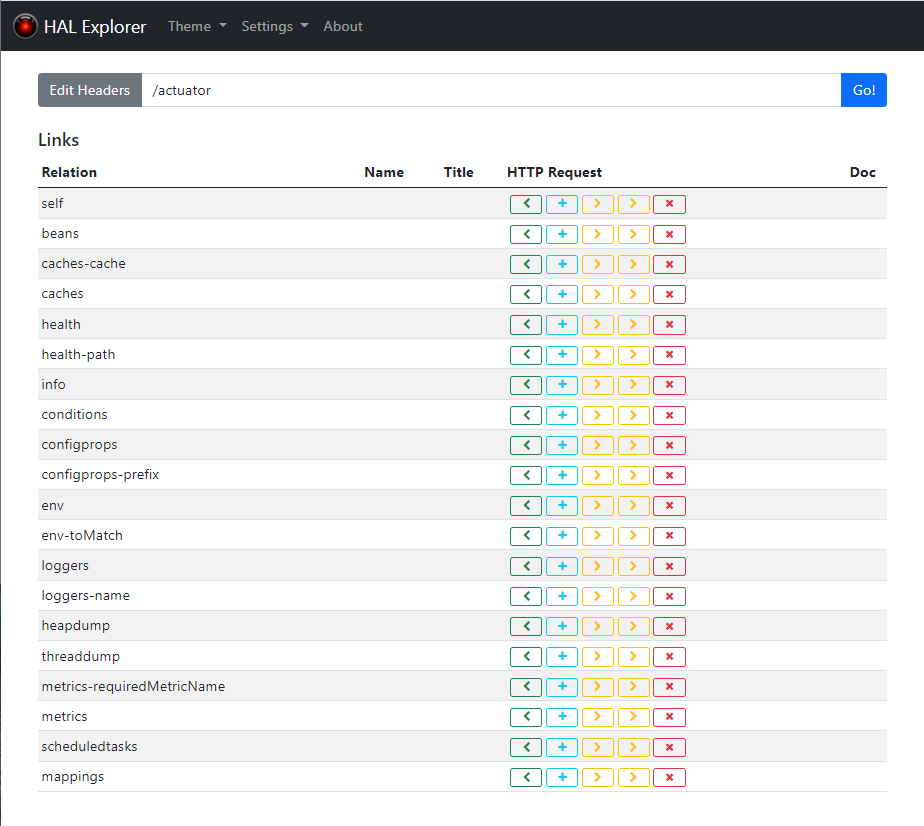 HAL Explorer Theme Settings About
Edit Headers /actuator Go!
Links
Relation Name Title HTTP Request Doc
self
beans
caches-cache
caches
health
health-path
info
conditions
configprops
configprops-prefix
env
env-toMatch
loggers
loggers-name
heapdump
threaddump
metrics-requiredMetricName
metrics
scheduledtasks
mappings